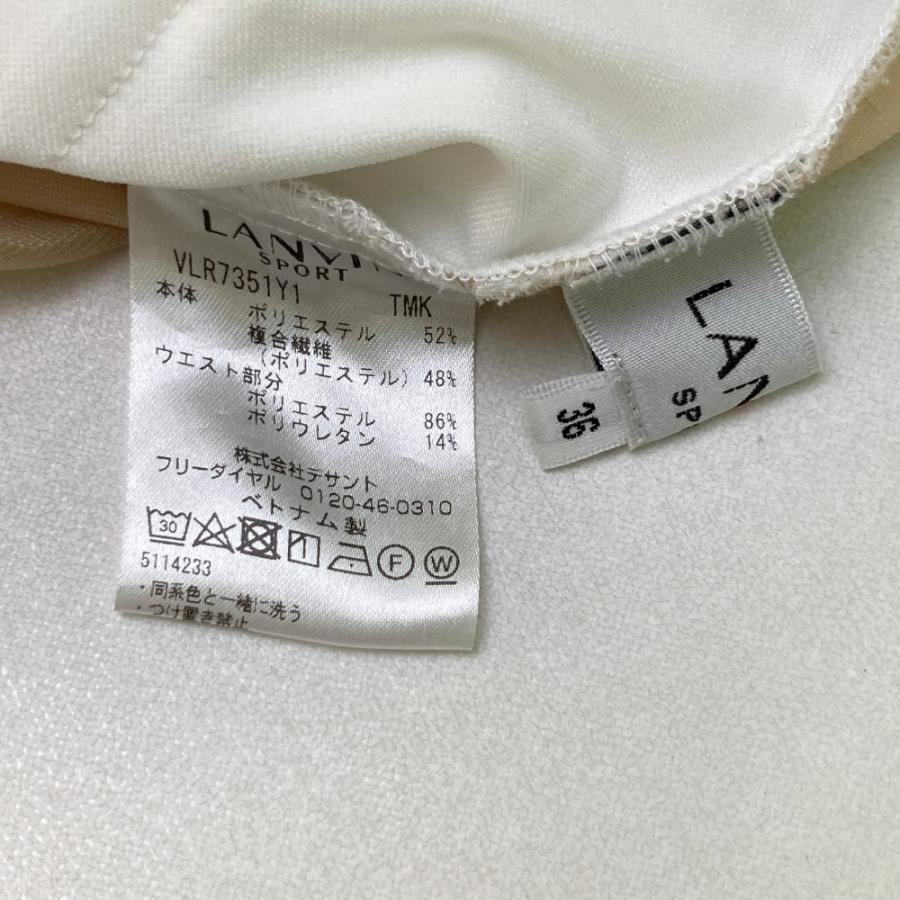 LANVIN
SPORT
VLR7351Y1 TMK
本体
ポリエステル 52%
複合繊維
(ポリエステル) 48%
ウエスト部分
ポリエステル 86%
ポリウレタン 14%
株式会社デサント
フリーダイヤル 0120-46-0310
ベトナム製
30 F W
5114233
・同系色と一緒に洗う
・つけ置き禁止
LAN
SP
36